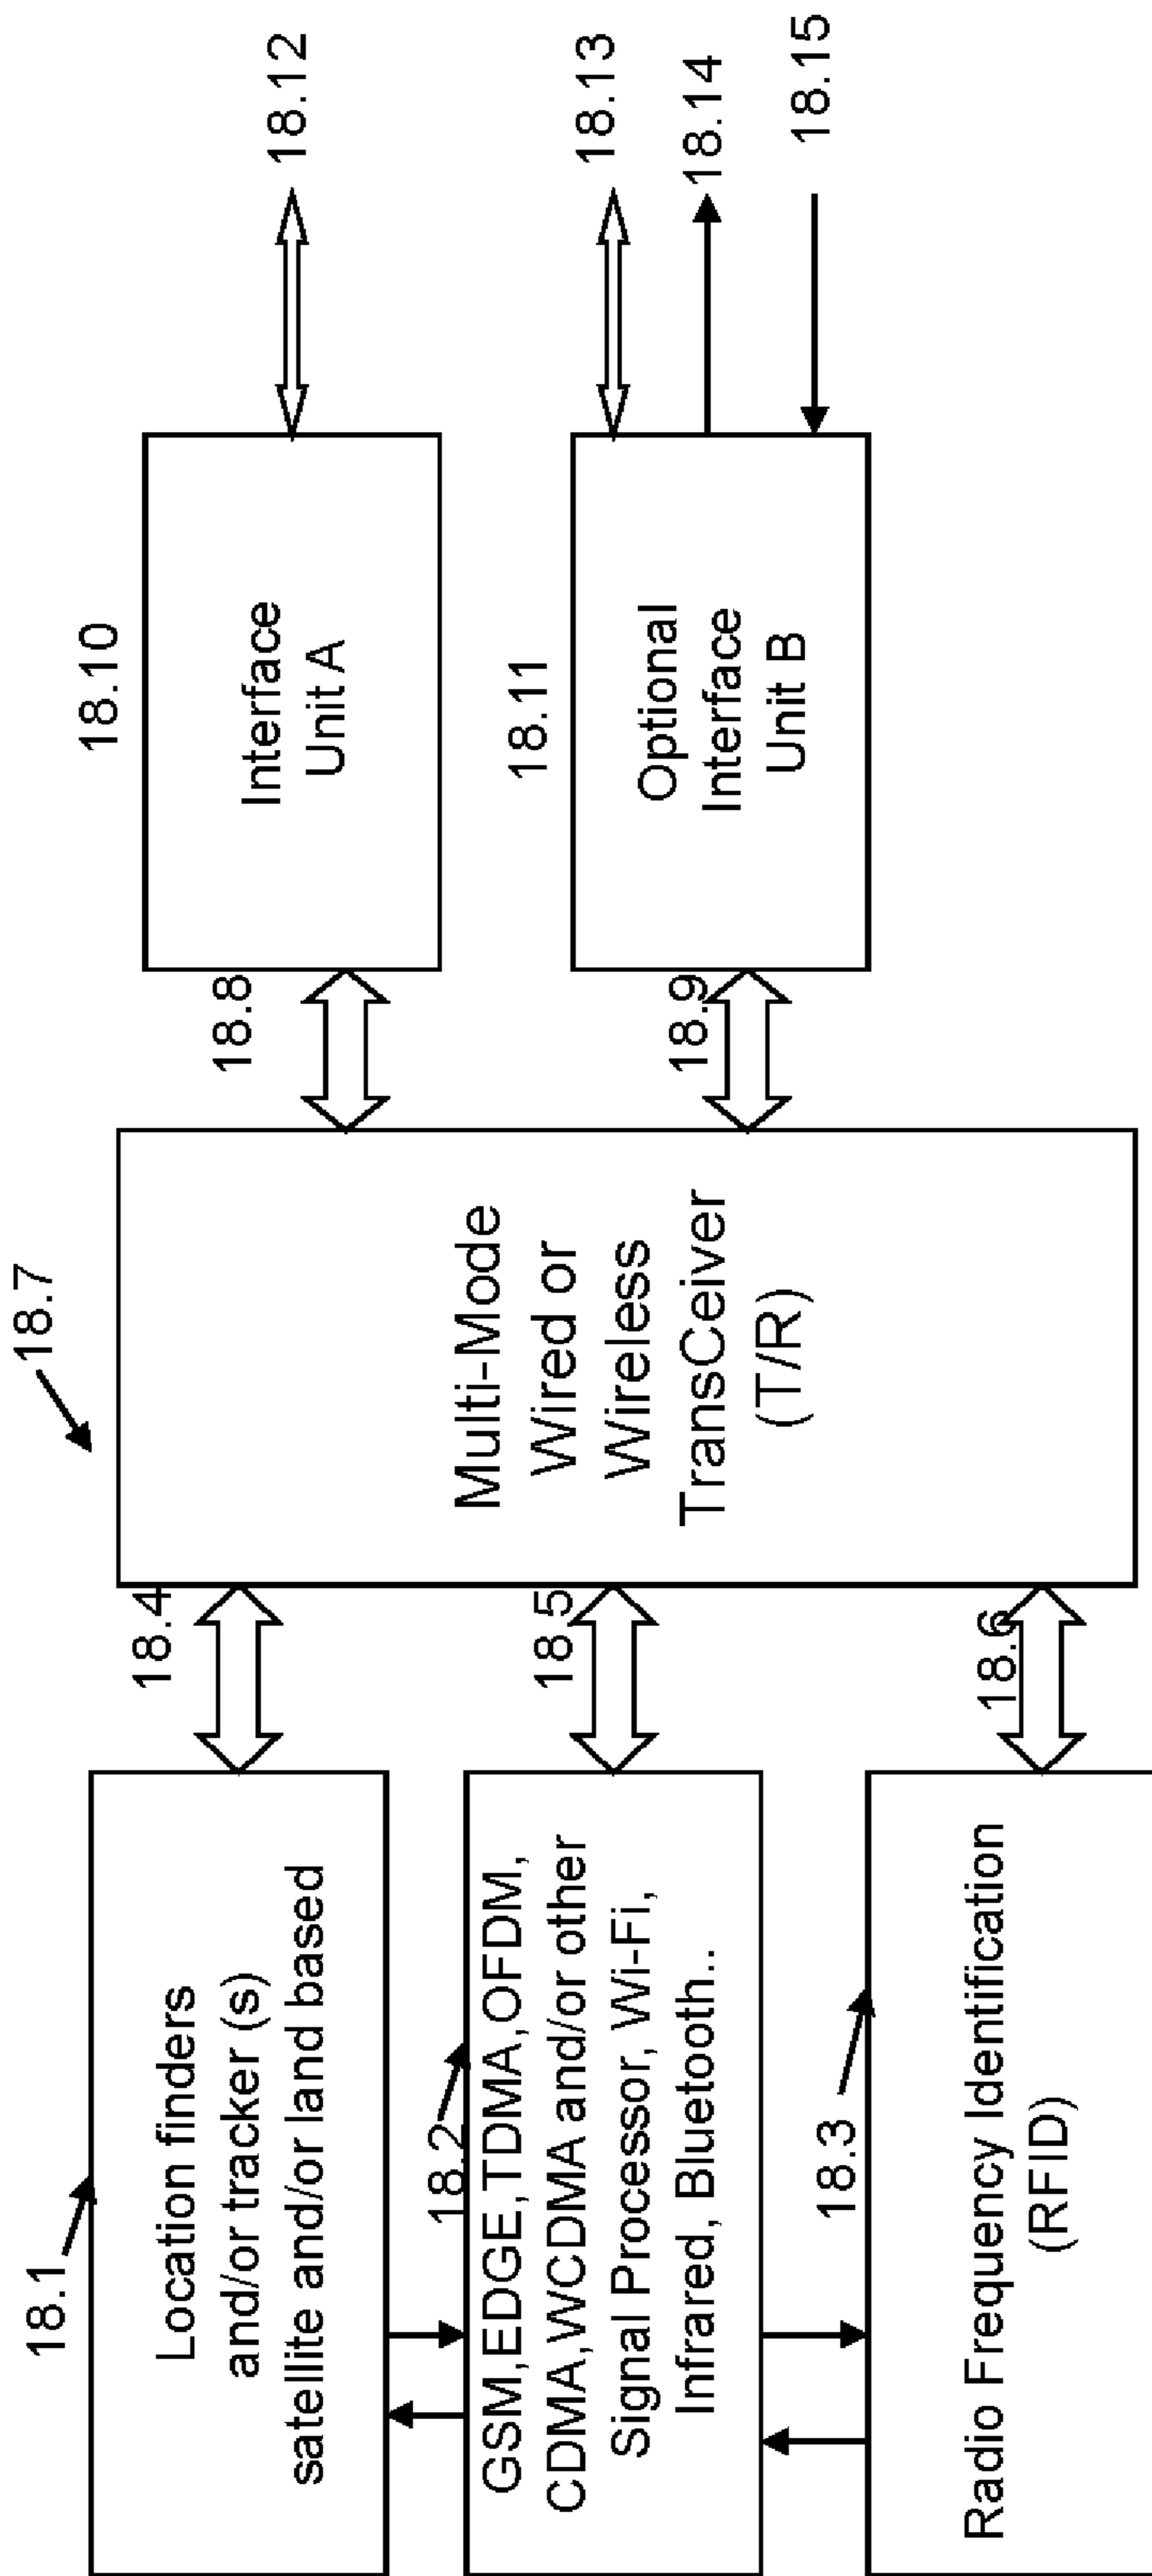 18.1
Location finders
and/or tracker (s)
satellite and/or land based
18.2
GSM,EDGE,TDMA,OFDM,
CDMA,WCDMA and/or other
Signal Processor, Wi-Fi,
Infrared, Bluetooth..
18.3
Radio Frequency Identification
(RFID)
18.4
18.5
18.6
18.7
Multi-Mode
Wired or
Wireless
TransCeiver
(T/R)
18.8
18.9
18.10
Interface
Unit A
18.11
Optional
Interface
Unit B
18.12
18.13
18.14
18.15